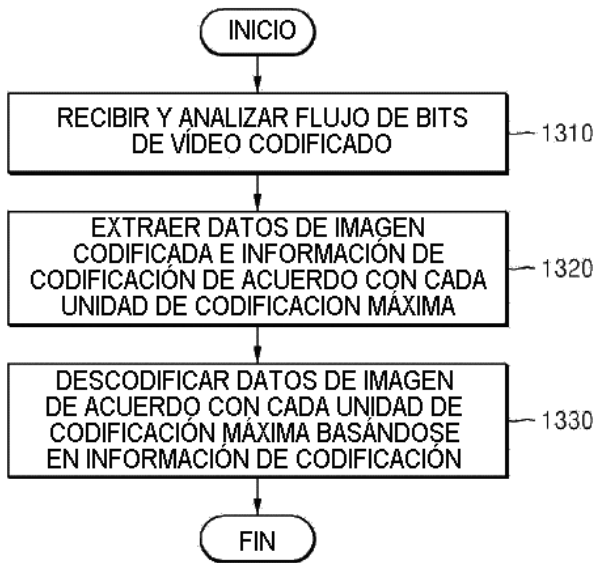 INICIO
RECIBIR Y ANALIZAR FLUJO DE BITS
DE VÍDEO CODIFICADO
1310
EXTRAER DATOS DE IMAGEN
CODIFICADA E INFORMACIÓN DE
CODIFICACIÓN DE ACUERDO CON CADA
UNIDAD DE CODIFICACION MÁXIMA
1320
DESCODIFICAR DATOS DE IMAGEN
DE ACUERDO CON CADA UNIDAD DE
CODIFICACIÓN MÁXIMA BASÁNDOSE
EN INFORMACIÓN DE CODIFICACIÓN
1330
FIN